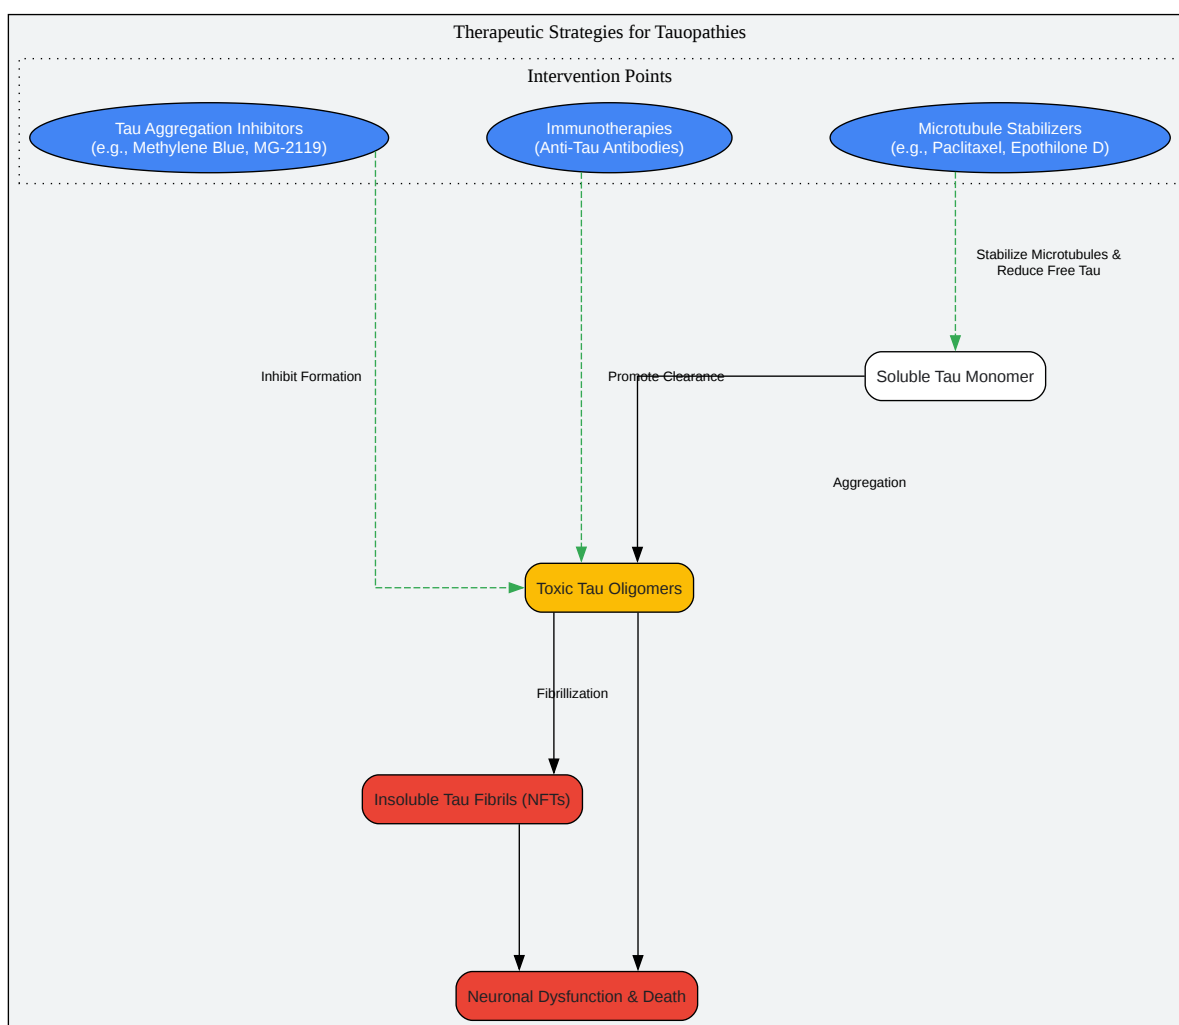 Therapeutic Strategies for Tauopathies
Intervention Points
Tau Aggregation Inhibitors
(e.g., Methylene Blue, MG-2119)
Immunotherapies
(Anti-Tau Antibodies)
Microtubule Stabilizers
(e.g., Paclitaxel, Epothilone D)
Stabilize Microtubules &
Reduce Free Tau
Inhibit Formation
Promote Clearance
Soluble Tau Monomer
Aggregation
Toxic Tau Oligomers
Fibrillization
Insoluble Tau Fibrils (NFTs)
Neuronal Dysfunction & Death